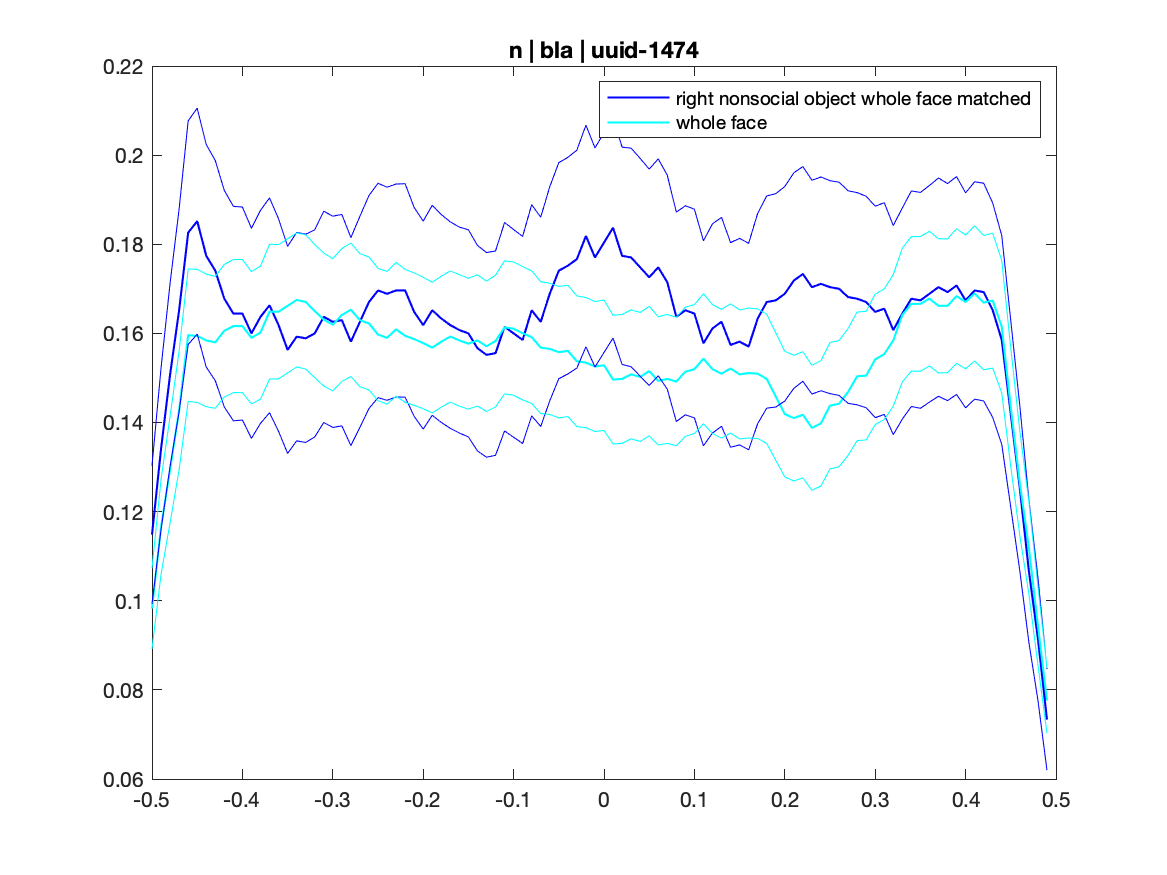 n | bla | uuid-1474
right nonsocial object whole face matched
whole face
0.22
0.2
0.18
0.16
0.14
0.12
0.1
0.08
0.06
-0.5 -0.4 -0.3 -0.2 -0.1 0 0.1 0.2 0.3 0.4 0.5